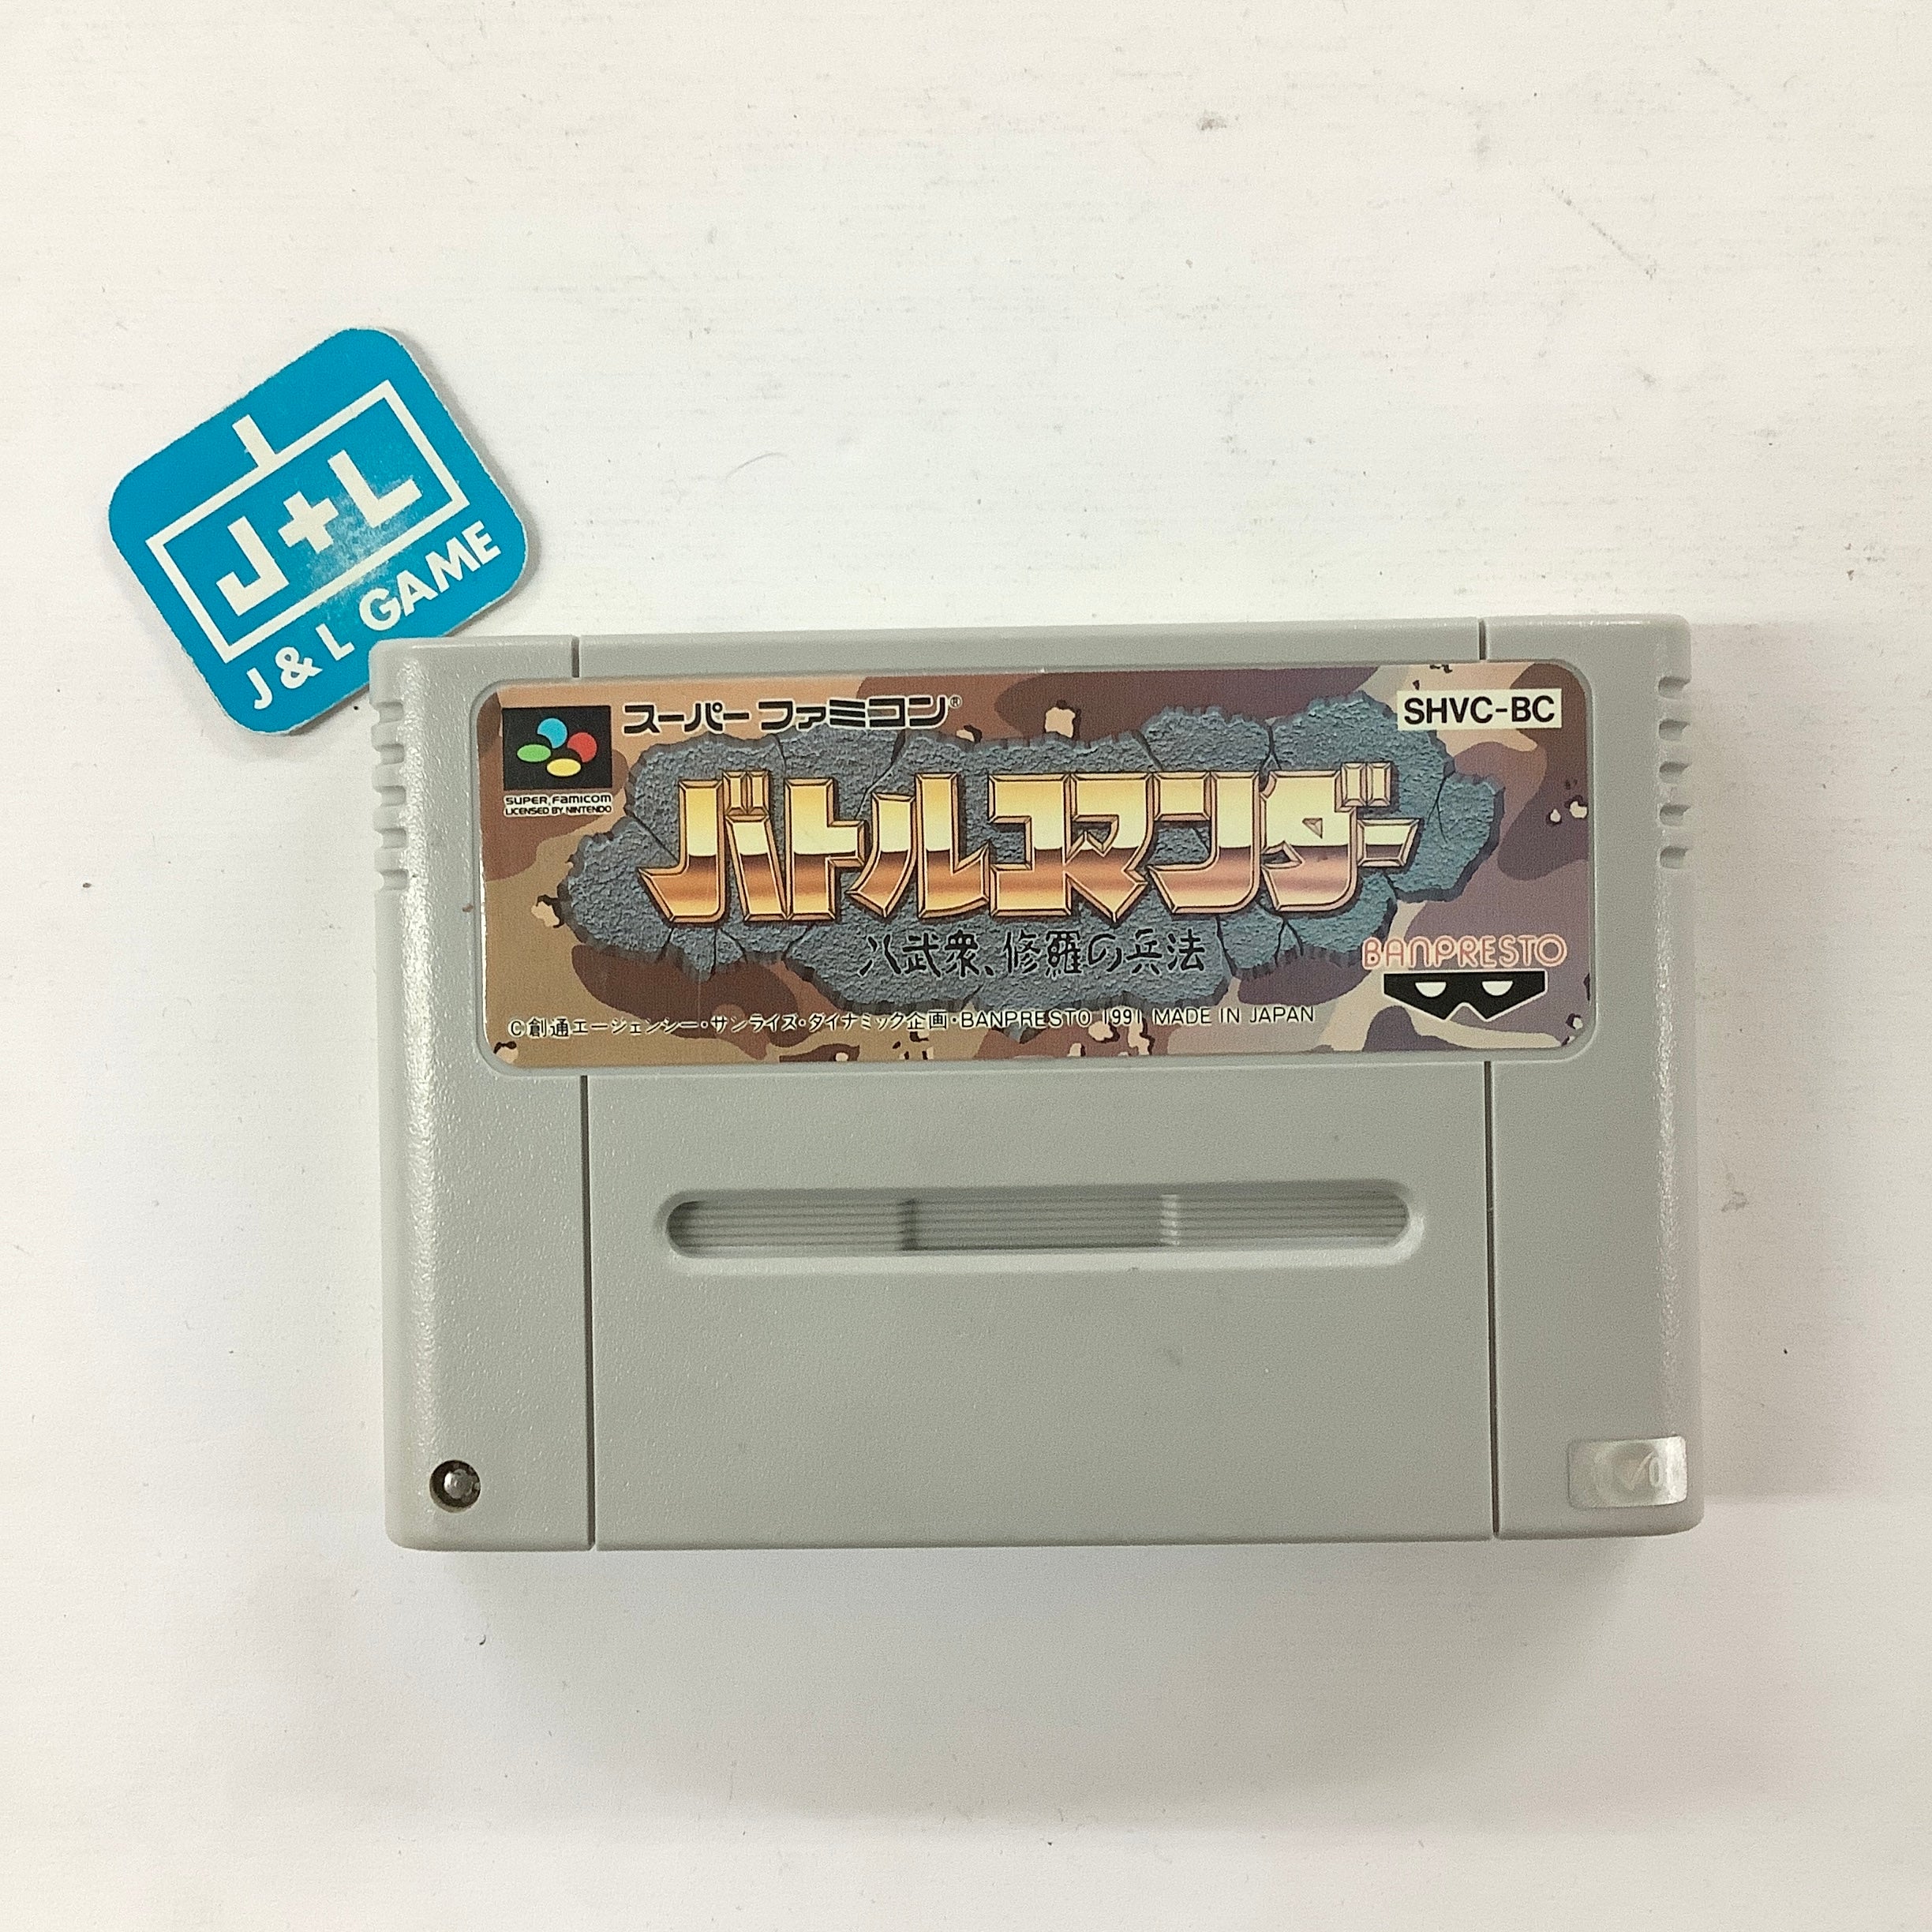 J+L
J & L GAME
スーパーファミコン®
SHVC-BC
SUPER FAMICOM
LICENSED BY NINTENDO
バトルコマンダー
八武衆、修羅の兵法
BANPRESTO
©創通エージェンシー・サンライズ・ダイナミック企画・BANPRESTO 1991 MADE IN JAPAN